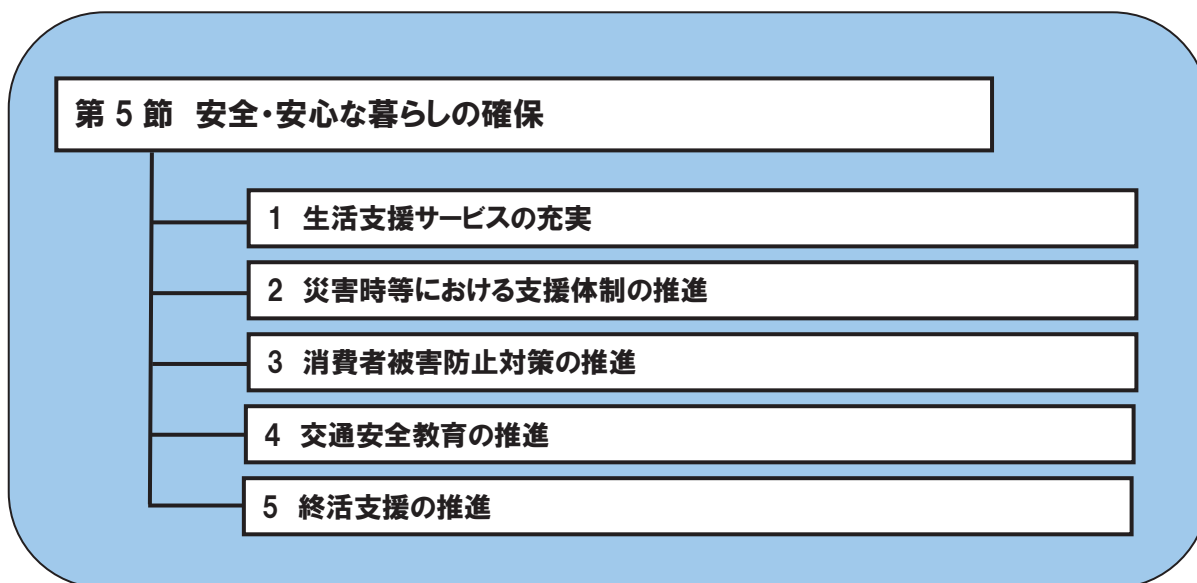 第5節 安全・安心な暮らしの確保
1 生活支援サービスの充実
2 災害時等における支援体制の推進
3 消費者被害防止対策の推進
4 交通安全教育の推進
5 終活支援の推進